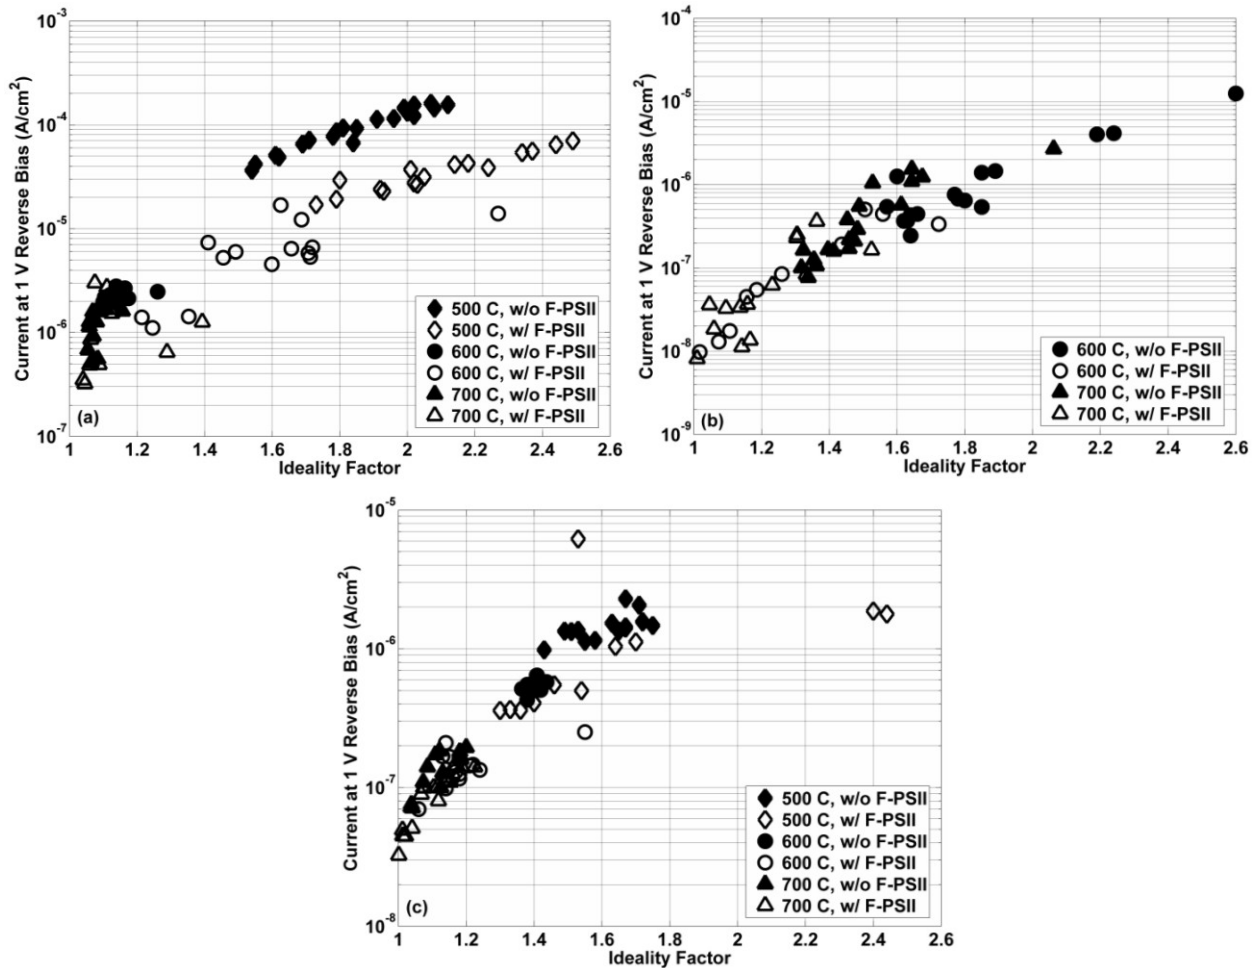 10^-3
10^-4
10^-5
10^-6
10^-7
Current at 1 V Reverse Bias (A/cm^2)
500 C, w/o F-PSII
500 C, w/ F-PSII
600 C, w/o F-PSII
600 C, w/ F-PSII
700 C, w/o F-PSII
700 C, w/ F-PSII
(a)
1 1.2 1.4 1.6 1.8 2 2.2 2.4 2.6
Ideality Factor
10^-4
10^-5
10^-6
10^-7
10^-8
10^-9
Current at 1 V Reverse Bias (A/cm^2)
600 C, w/o F-PSII
600 C, w/ F-PSII
700 C, w/o F-PSII
700 C, w/ F-PSII
(b)
1 1.2 1.4 1.6 1.8 2 2.2 2.4 2.6
Ideality Factor
10^-5
10^-6
10^-7
10^-8
Current at 1 V Reverse Bias (A/cm^2)
500 C, w/o F-PSII
500 C, w/ F-PSII
600 C, w/o F-PSII
600 C, w/ F-PSII
700 C, w/o F-PSII
700 C, w/ F-PSII
(c)
1 1.2 1.4 1.6 1.8 2 2.2 2.4 2.6
Ideality Factor